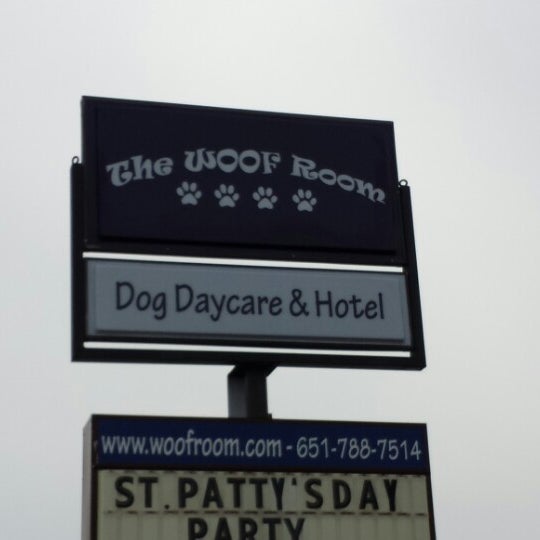 The WOOF Room
Dog Daycare & Hotel
www.woofroom.com - 651-788-7514
ST. PATTY'S DAY
PARTY